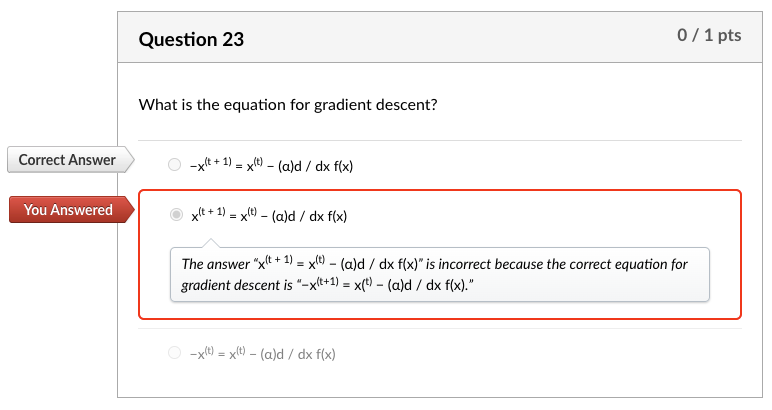 Question 23
0 / 1 pts
What is the equation for gradient descent?
Correct Answer
−x⁽ᵗ ⁺ ¹⁾ = x⁽ᵗ⁾ − (α)d / dx f(x)
You Answered
x⁽ᵗ ⁺ ¹⁾ = x⁽ᵗ⁾ − (α)d / dx f(x)
The answer “x⁽ᵗ ⁺ ¹⁾ = x⁽ᵗ⁾ − (α)d / dx f(x)” is incorrect because the correct equation for
gradient descent is “−x⁽ᵗ⁺¹⁾ = x(ᵗ⁾ − (α)d / dx f(x).”
−x⁽ᵗ⁾ = x⁽ᵗ⁾ − (α)d / dx f(x)